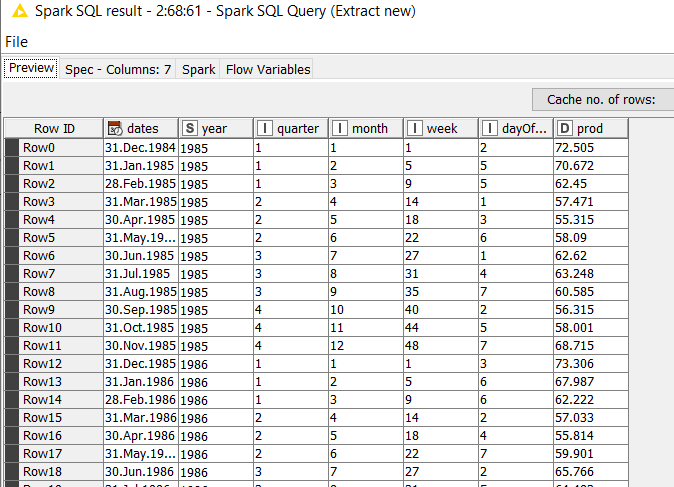 Spark SQL result - 2:68:61 - Spark SQL Query (Extract new)
File
Preview Spec - Columns: 7 Spark Flow Variables
Cache no. of rows:
Row ID dates S year I quarter I month I week I dayOf... D prod
Row0 31.Dec.1984 1985 1 1 1 2 72.505
Row1 31.Jan.1985 1985 1 2 5 5 70.672
Row2 28.Feb.1985 1985 1 3 9 5 62.45
Row3 31.Mar.1985 1985 2 4 14 1 57.471
Row4 30.Apr.1985 1985 2 5 18 3 55.315
Row5 31.May.19... 1985 2 6 22 6 58.09
Row6 30.Jun.1985 1985 3 7 27 1 62.62
Row7 31.Jul.1985 1985 3 8 31 4 63.248
Row8 31.Aug.1985 1985 3 9 35 7 60.585
Row9 30.Sep.1985 1985 4 10 40 2 56.315
Row10 31.Oct.1985 1985 4 11 44 5 58.001
Row11 30.Nov.1985 1985 4 12 48 7 68.715
Row12 31.Dec.1985 1986 1 1 1 3 73.306
Row13 31.Jan.1986 1986 1 2 5 6 67.987
Row14 28.Feb.1986 1986 1 3 9 6 62.222
Row15 31.Mar.1986 1986 2 4 14 2 57.033
Row16 30.Apr.1986 1986 2 5 18 4 55.814
Row17 31.May.19... 1986 2 6 22 7 59.901
Row18 30.Jun.1986 1986 3 7 27 2 65.766